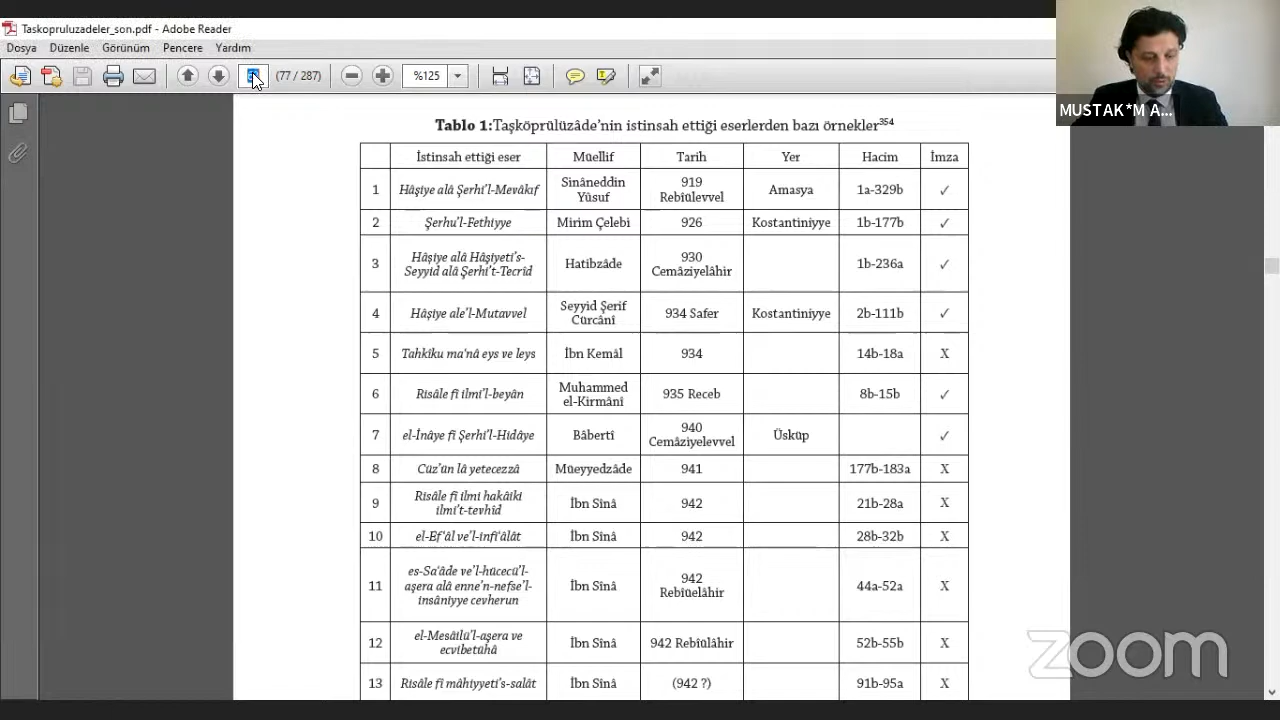 Taskopruluzadeler_son.pdf - Adobe Reader
Dosya Düzenle Görünüm Pencere Yardım
(77 / 287) %125
MUSTAK*M A...
Tablo 1:Taşköprülüzâde'nin istinsah ettiği eserlerden bazı örnekler354
İstinsah ettiği eser Müellif Tarih Yer Hacim İmza
1 Hâşiye alâ Şerhi'l-Mevâkıf Sinâneddin Yûsuf 919 Rebîülevvel Amasya 1a-329b ✓
2 Şerhu'l-Fethiyye Mirim Çelebi 926 Kostantiniyye 1b-177b ✓
3 Hâşiye alâ Hâşiyeti's-Seyyid alâ Şerhi't-Tecrîd Hatibzâde 930 Cemâziyelâhir 1b-236a ✓
4 Hâşiye ale'l-Mutavvel Seyyid Şerif Cürcânî 934 Safer Kostantiniyye 2b-111b ✓
5 Tahkîku ma'nâ eys ve leys İbn Kemâl 934 14b-18a X
6 Risâle fî ilmi'l-beyân Muhammed el-Kirmânî 935 Receb 8b-15b ✓
7 el-İnâye fî Şerhi'l-Hidâye Bâbertî 940 Cemâziyelevvel Üsküp ✓
8 Cüz'ün lâ yetecezzâ Müeyyedzâde 941 177b-183a X
9 Risâle fî ilmi hakâiki ilmi't-tevhîd İbn Sînâ 942 21b-28a X
10 el-Ef'âl ve'l-infi'âlât İbn Sînâ 942 28b-32b X
11 es-Sa'âde ve'l-hücecü'l-aşera alâ enne'n-nefse'l-insâniyye cevherun İbn Sînâ 942 Rebîüelâhir 44a-52a X
12 el-Mesâilü'l-aşera ve ecvibetühâ İbn Sînâ 942 Rebîülâhir 52b-55b X
13 Risâle fî mâhiyyeti's-salât İbn Sînâ (942 ?) 91b-95a X
zoom